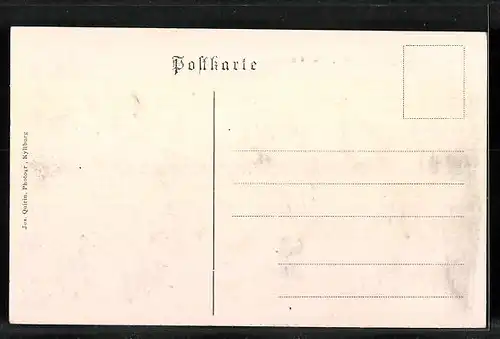 Postkarte
Jos. Quirin, Photogr., Kyllburg